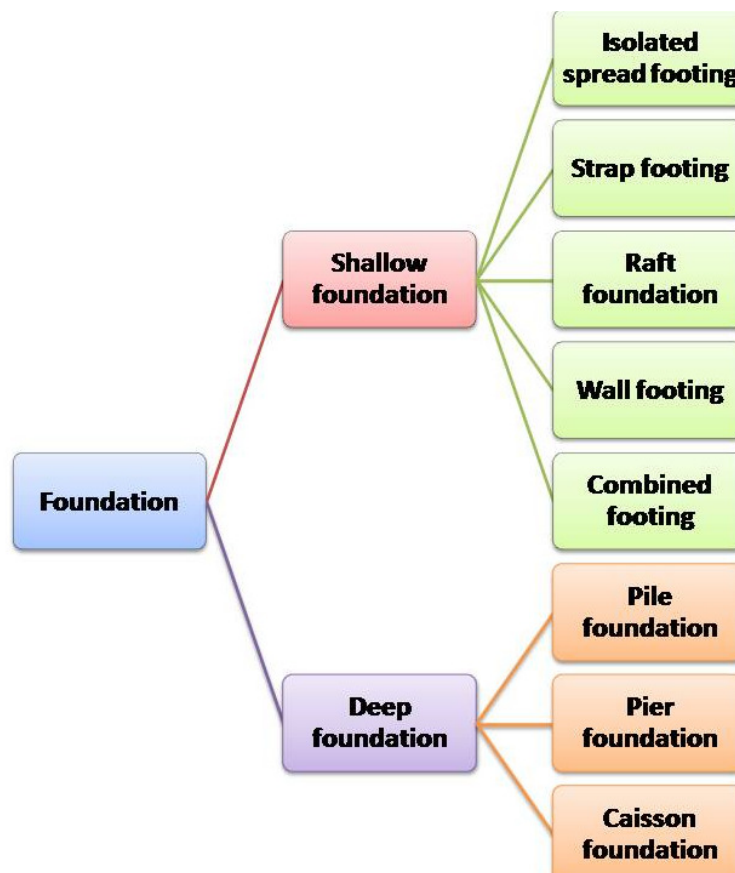 Isolated
spread footing
Strap footing
Shallow
foundation
Raft
foundation
Wall footing
Foundation
Combined
footing
Pile
foundation
Deep
foundation
Pier
foundation
Caisson
foundation